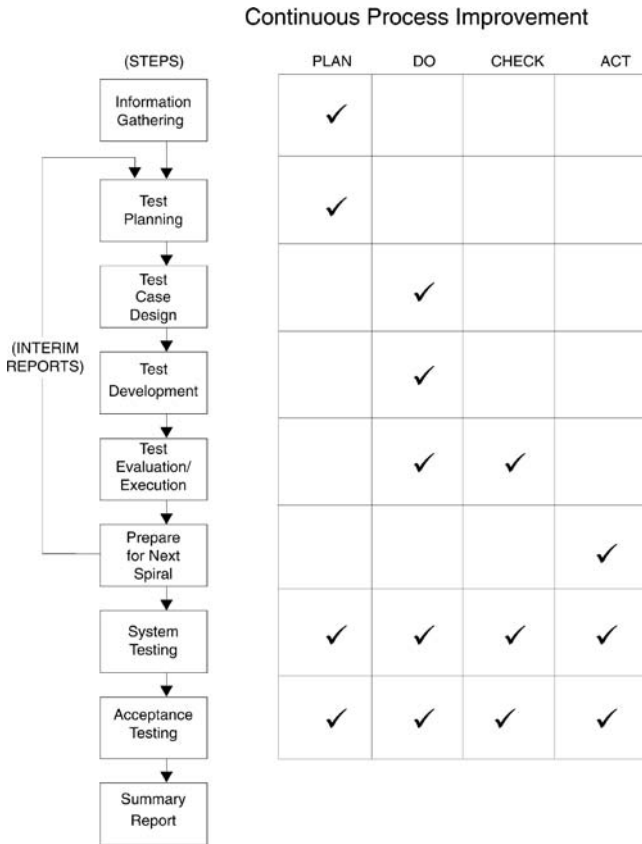 Continuous Process Improvement
(STEPS)
PLAN
DO
CHECK
ACT
Information
Gathering
Test
Planning
Test
Case
Design
(INTERIM
REPORTS)
Test
Development
Test
Evaluation/
Execution
Prepare
for Next
Spiral
System
Testing
Acceptance
Testing
Summary
Report